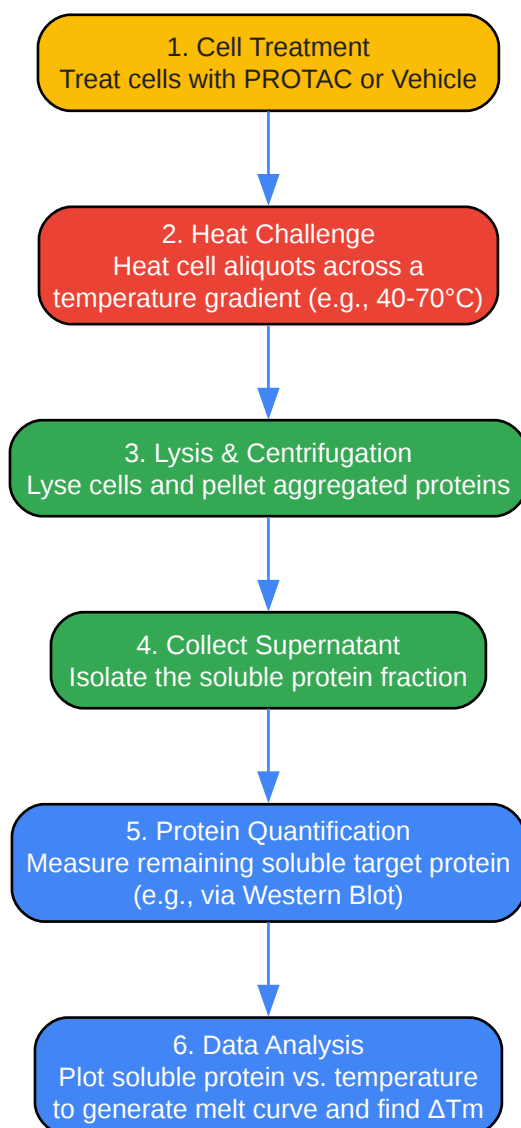 1. Cell Treatment
Treat cells with PROTAC or Vehicle
2. Heat Challenge
Heat cell aliquots across a
temperature gradient (e.g., 40-70°C)
3. Lysis & Centrifugation
Lyse cells and pellet aggregated proteins
4. Collect Supernatant
Isolate the soluble protein fraction
5. Protein Quantification
Measure remaining soluble target protein
(e.g., via Western Blot)
6. Data Analysis
Plot soluble protein vs. temperature
to generate melt curve and find ΔTm